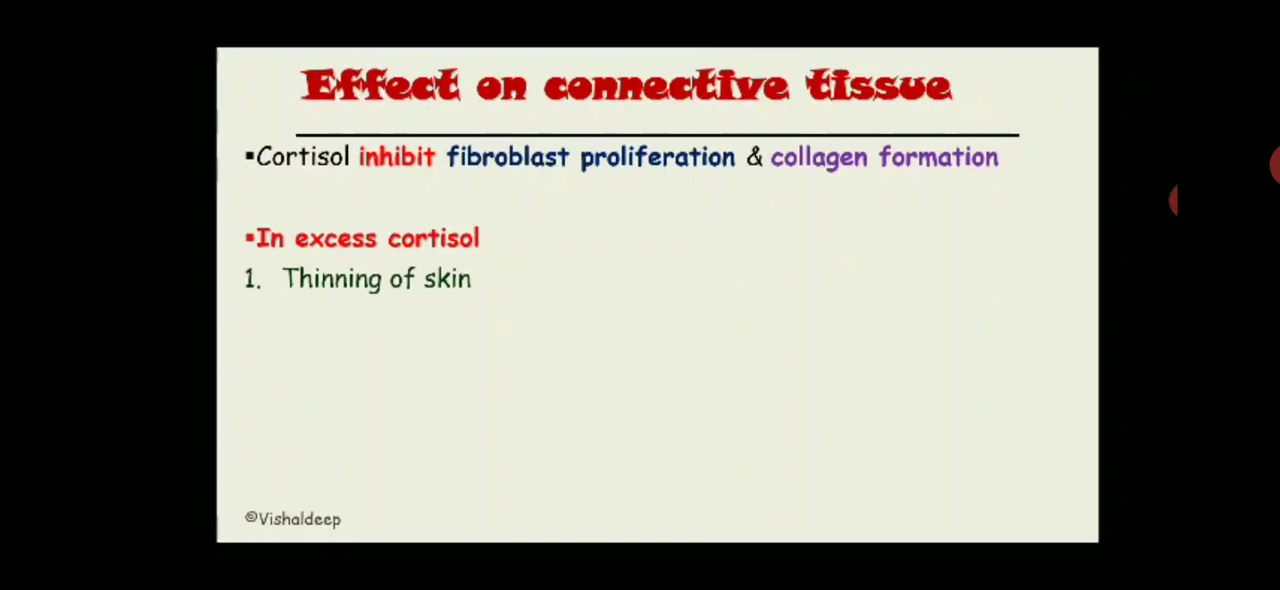 Effect on connective tissue
▪Cortisol inhibit fibroblast proliferation & collagen formation
▪In excess cortisol
1. Thinning of skin
©Vishaldeep